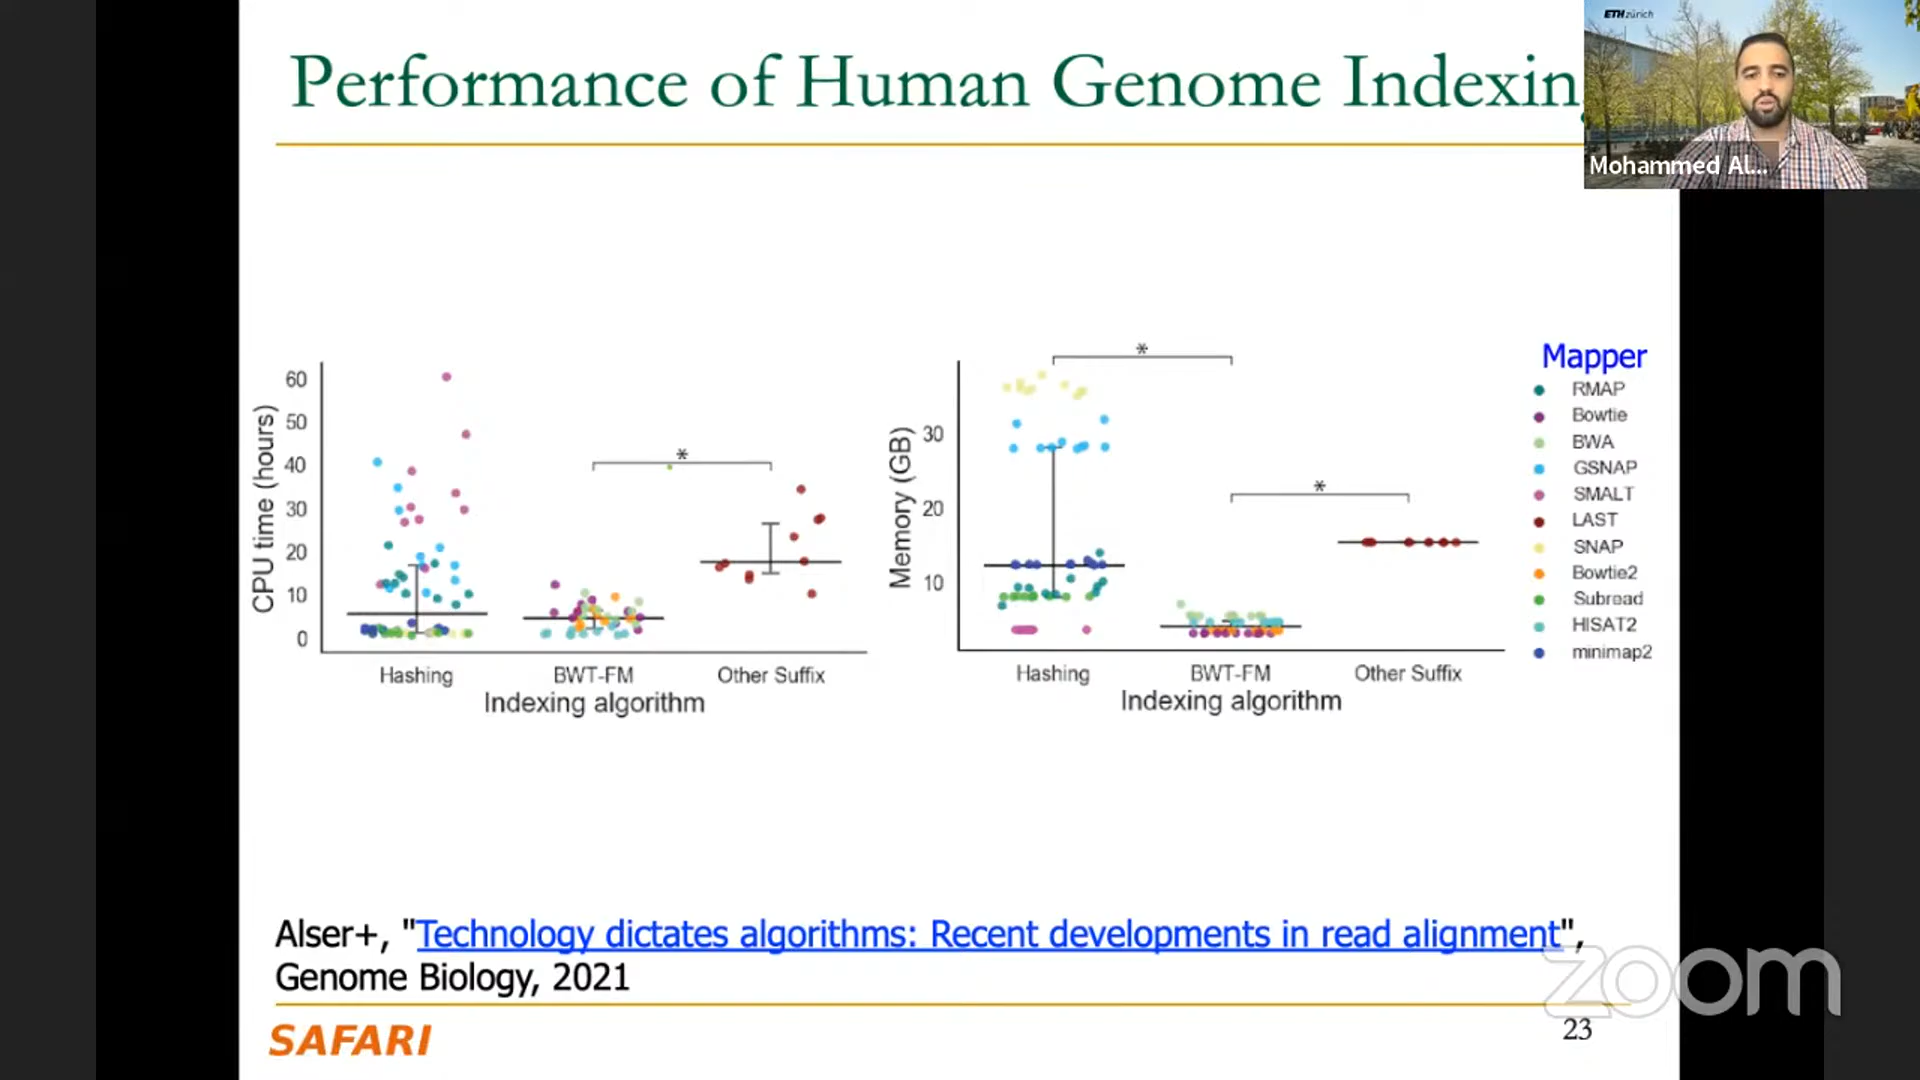 Performance of Human Genome Indexin
ETH zürich
Mohammed Al...
60
50
40
30
20
10
0
CPU time (hours)
*
Hashing
BWT-FM
Other Suffix
Indexing algorithm
30
20
10
Memory (GB)
*
*
Hashing
BWT-FM
Other Suffix
Indexing algorithm
Mapper
RMAP
Bowtie
BWA
GSNAP
SMALT
LAST
SNAP
Bowtie2
Subread
HISAT2
minimap2
Alser+, "Technology dictates algorithms: Recent developments in read alignment",
Genome Biology, 2021
zoom
SAFARI
23